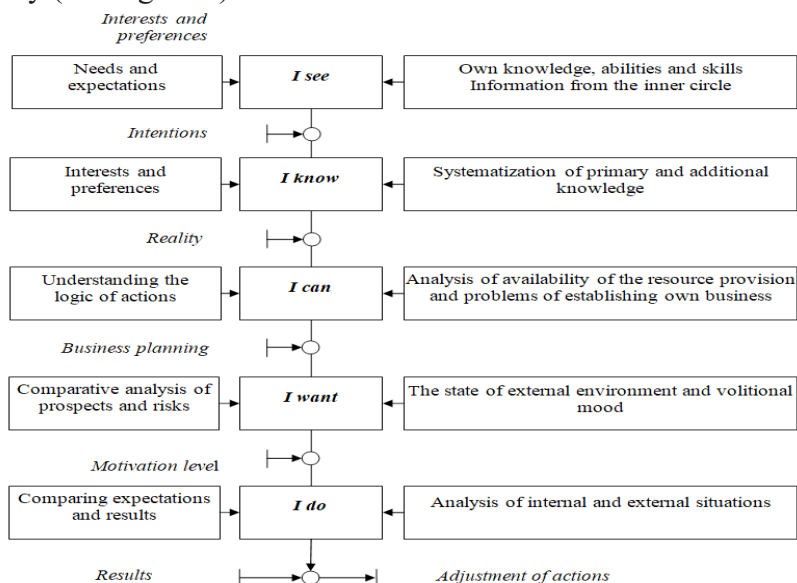 Interests and
preferences
Needs and
expectations
I see
Own knowledge, abilities and skills
Information from the inner circle
Intentions
Interests and
preferences
I know
Systematization of primary and additional
knowledge
Reality
Understanding the
logic of actions
I can
Analysis of availability of the resource provision
and problems of establishing own business
Business planning
Comparative analysis of
prospects and risks
I want
The state of external environment and volitional
mood
Motivation level
Comparing expectations
and results
I do
Analysis of internal and external situations
Results
Adjustment of actions